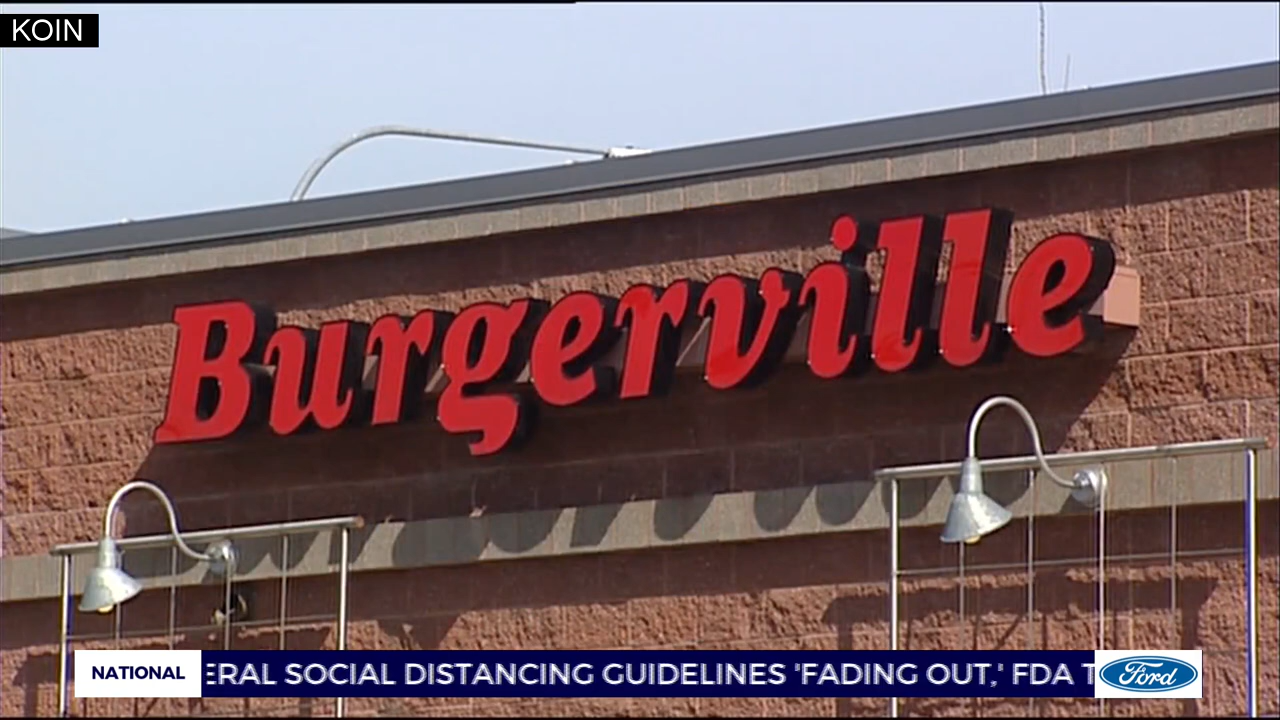 KOIN
Burgerville
NATIONAL
ERAL SOCIAL DISTANCING GUIDELINES 'FADING OUT,' FDA T
Ford